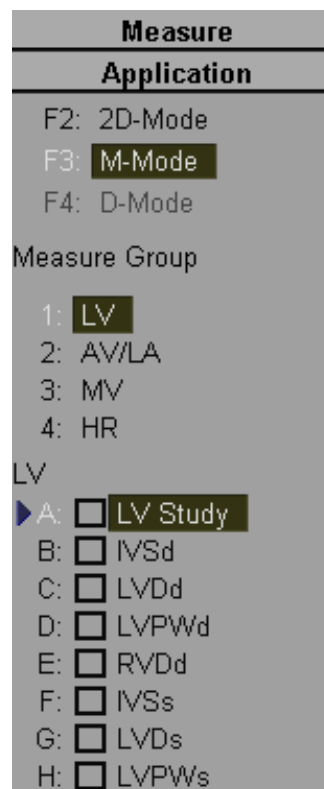 Measure
Application
F2: 2D-Mode
F3: M-Mode
F4: D-Mode
Measure Group
1: LV
2: AV/LA
3: MV
4: HR
LV
A: LV Study
B: IVSd
C: LVDd
D: LVPWd
E: RVDd
F: IVSs
G: LVDs
H: LVPWs